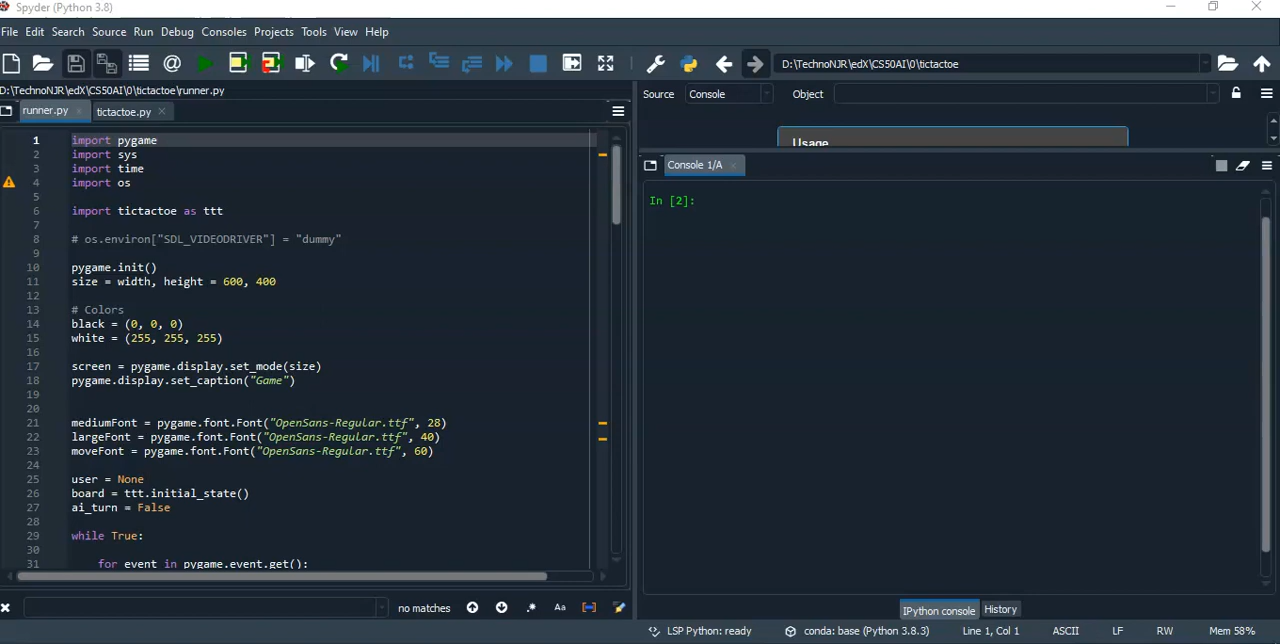 Spyder (Python 3.8)
File Edit Search Source Run Debug Consoles Projects Tools View Help
D:\TechnoNJR\edX\CS50AI\0\tictactoe
D:\TechnoNJR\edX\CS50AI\0\tictactoe\runner.py
runner.py tictactoe.py
1 import pygame
2 import sys
3 import time
4 import os
5
6 import tictactoe as ttt
7
8 # os.environ["SDL_VIDEODRIVER"] = "dummy"
9
10 pygame.init()
11 size = width, height = 600, 400
12
13 # Colors
14 black = (0, 0, 0)
15 white = (255, 255, 255)
16
17 screen = pygame.display.set_mode(size)
18 pygame.display.set_caption("Game")
19
20
21 mediumFont = pygame.font.Font("OpenSans-Regular.ttf", 28)
22 largeFont = pygame.font.Font("OpenSans-Regular.ttf", 40)
23 moveFont = pygame.font.Font("OpenSans-Regular.ttf", 60)
24
25 user = None
26 board = ttt.initial_state()
27 ai_turn = False
28
29 while True:
30
31 for event in pygame.event.get():
no matches .* Aa
Source Console Object
Usage
Console 1/A
In [2]:
IPython console History
LSP Python: ready conda: base (Python 3.8.3) Line 1, Col 1 ASCII LF RW Mem 58%